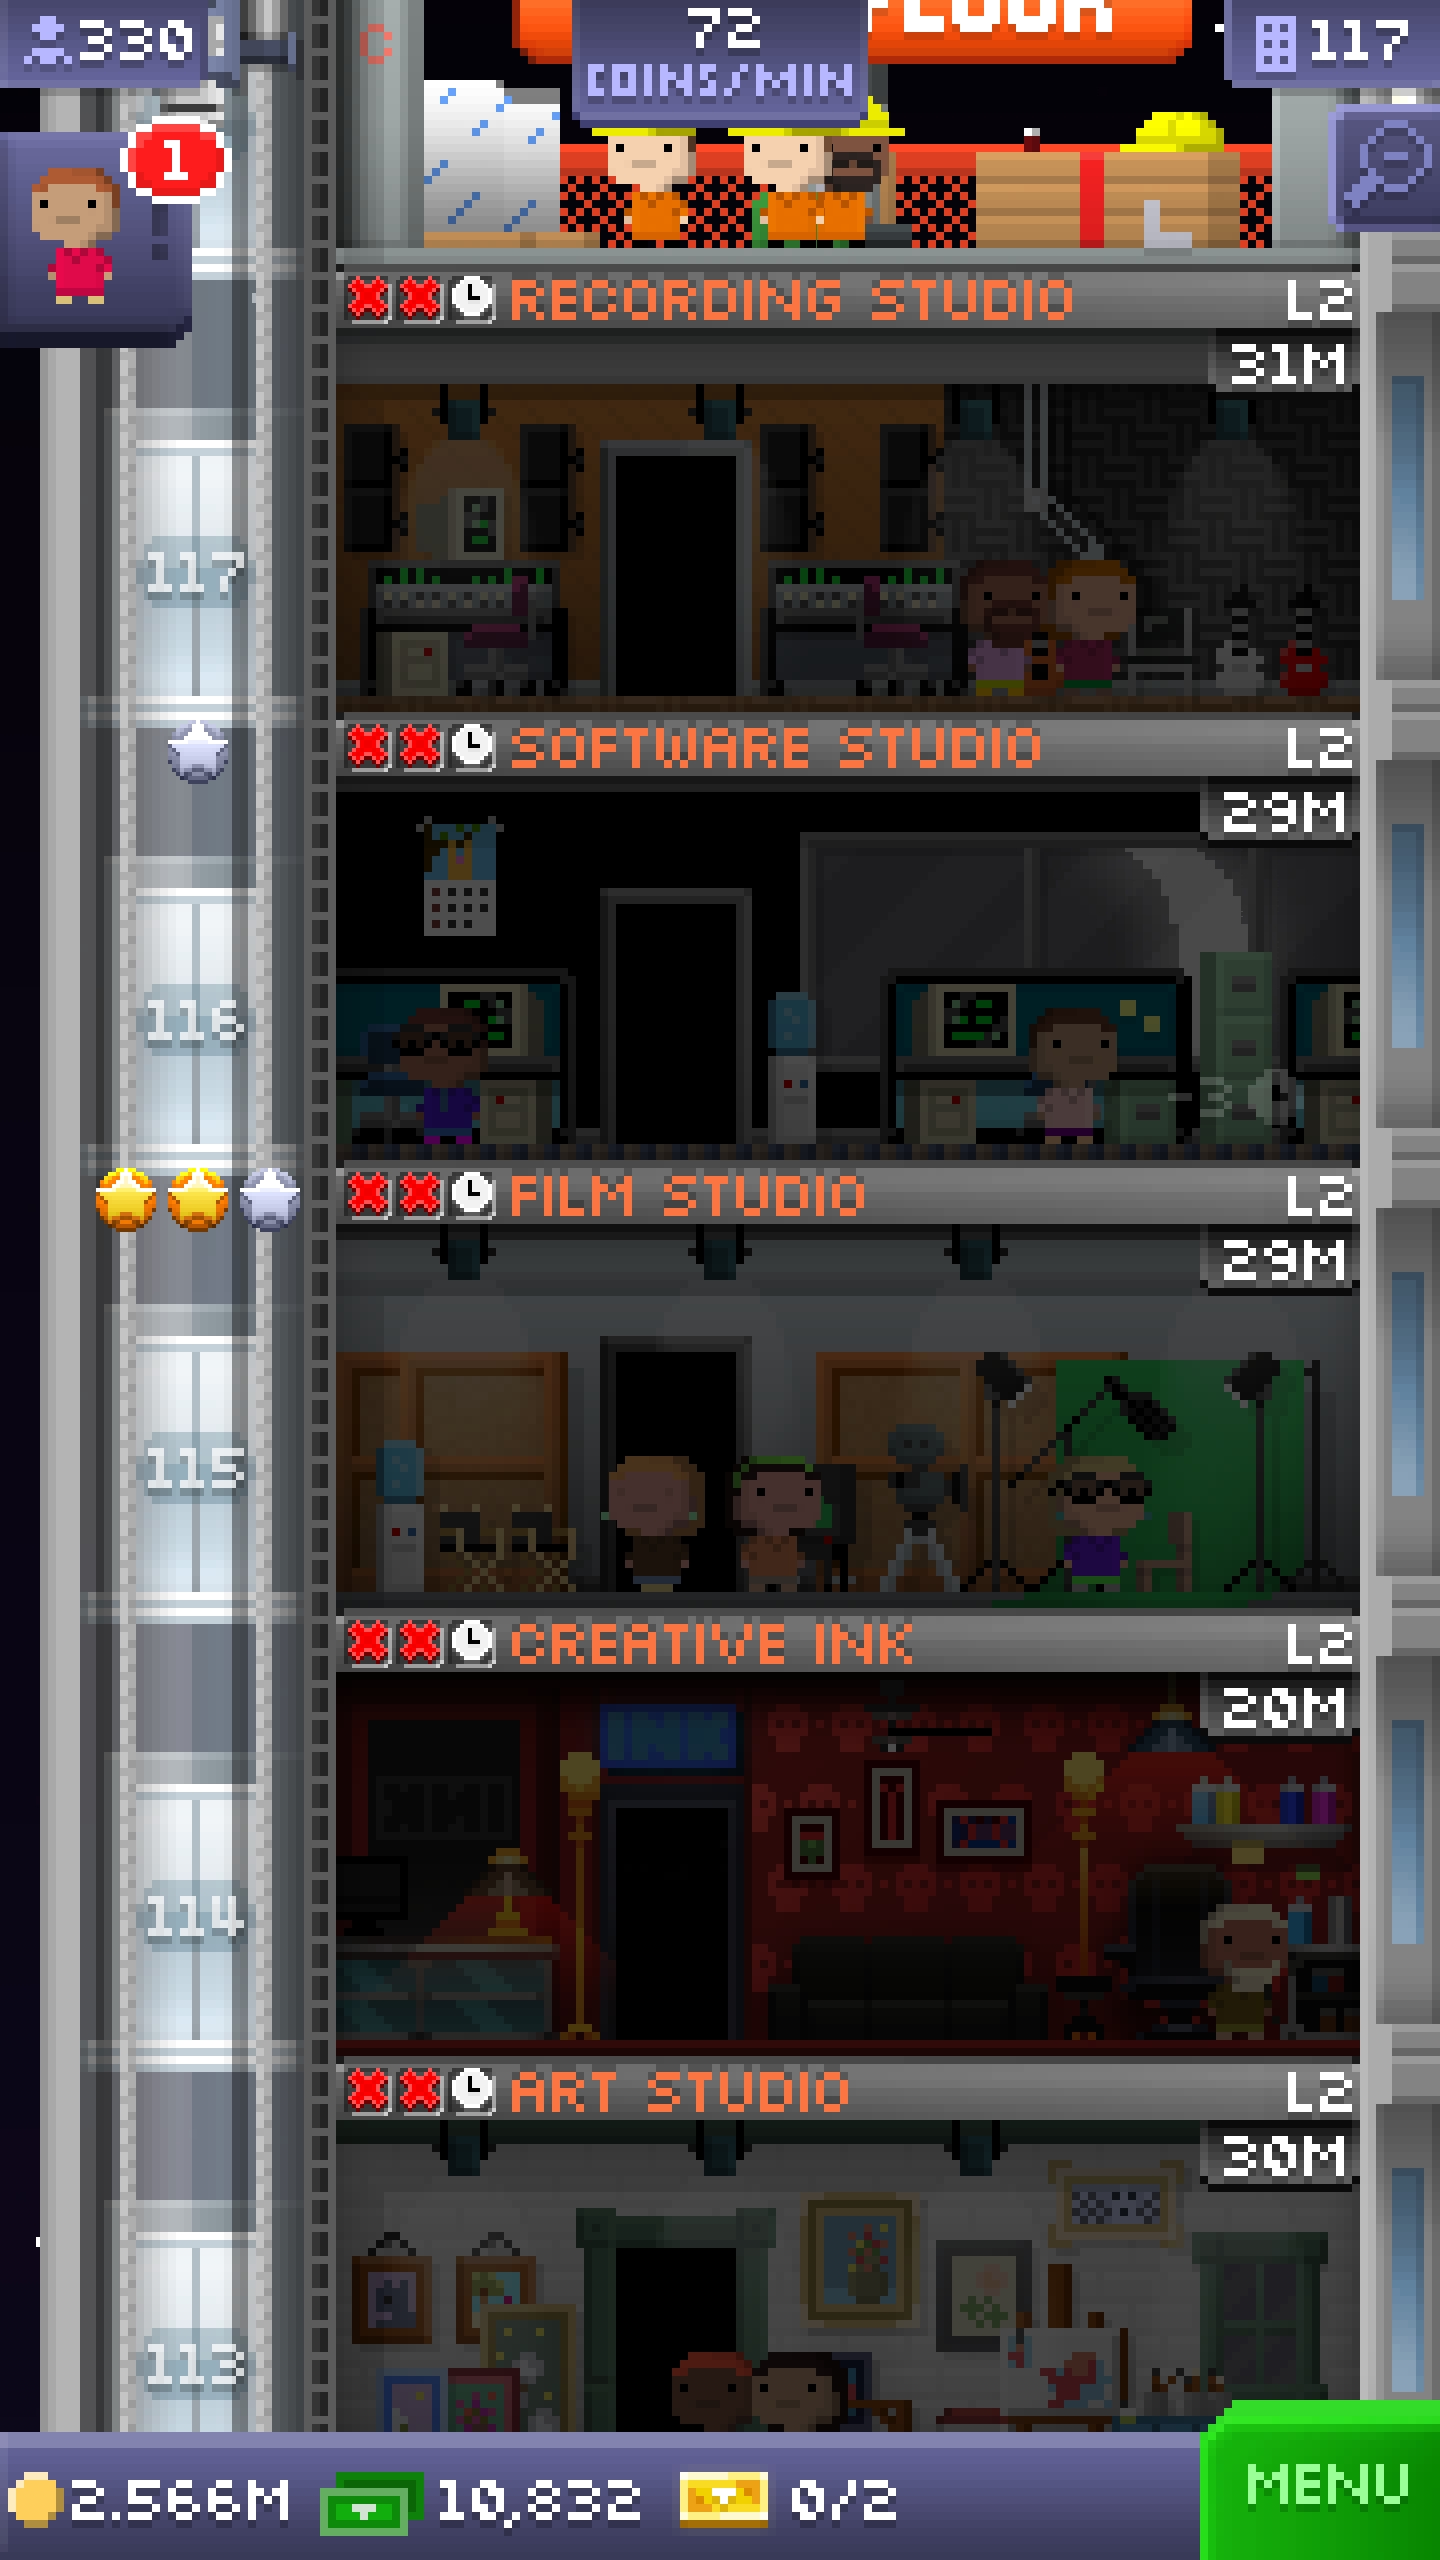 330
72
COINS/MIN
FLOOR
117
1
C
RECORDING STUDIO L2
31M
117
SOFTWARE STUDIO L2
29M
116
-3
FILM STUDIO L2
29M
115
CREATIVE INK L2
20M
INK
114
ART STUDIO L2
30M
113
2.566M 10,832 0/2
MENU